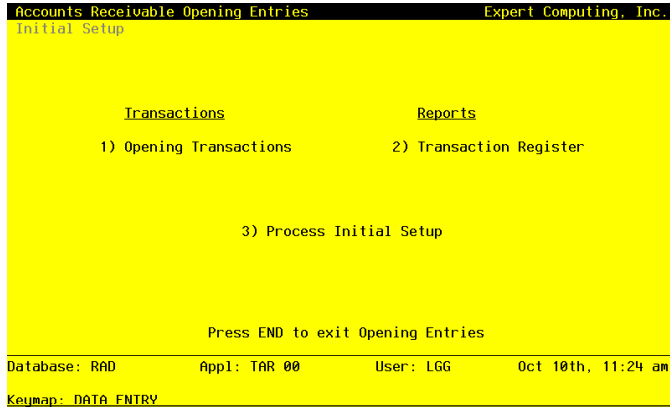 Accounts Receivable Opening Entries Expert Computing, Inc.
Initial Setup
Transactions Reports
1) Opening Transactions 2) Transaction Register
3) Process Initial Setup
Press END to exit Opening Entries
Database: RAD Appl: TAR 00 User: LGG Oct 10th, 11:24 am
Keymap: DATA ENTRY